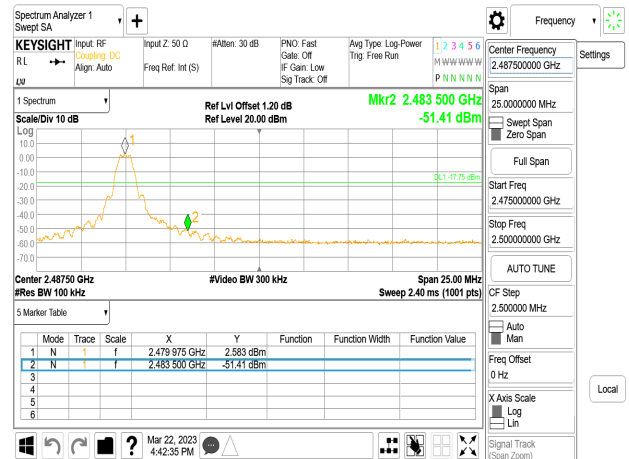 Spectrum Analyzer 1
Swept SA
Frequency
KEYSIGHT
Input: RF
Input Z: 50 Ω
#Atten: 30 dB
PNO: Fast
Avg Type: Log-Power
1 2 3 4 5 6
Coupling: DC
Gate: Off
Trig: Free Run
R L
Align: Auto
Freq Ref: Int (S)
IF Gain: Low
M W W W W W
Sig Track: Off
P N N N N N
Center Frequency
2.487500000 GHz
Settings
Span
25.0000000 MHz
Swept Span
Zero Span
Full Span
Start Freq
2.475000000 GHz
Stop Freq
2.500000000 GHz
AUTO TUNE
CF Step
2.500000 MHz
Auto
Man
Freq Offset
0 Hz
X Axis Scale
Log
Lin
Local
Signal Track
(Span Zoom)
1 Spectrum
Ref Lvl Offset 1.20 dB
Mkr2 2.483 500 GHz
Scale/Div 10 dB
Ref Level 20.00 dBm
-51.41 dBm
Log
10.0
0.00
-10.0
-20.0
-30.0
-40.0
-50.0
-60.0
-70.0
1
2
DL1 -17.75 dBm
Center 2.48750 GHz
#Video BW 300 kHz
Span 25.00 MHz
#Res BW 100 kHz
Sweep 2.40 ms (1001 pts)
5 Marker Table
Mode Trace Scale X Y Function Function Width Function Value
1 N 1 f 2.479 975 GHz 2.583 dBm
2 N 1 f 2.483 500 GHz -51.41 dBm
3
4
5
6
?
Mar 22, 2023
4:42:35 PM